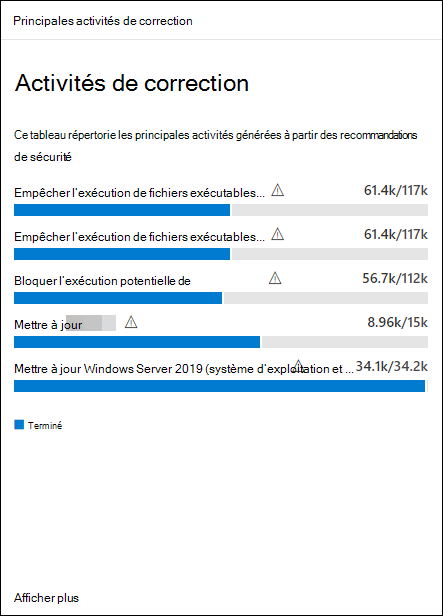 Principales activités de correction
Activités de correction
Ce tableau répertorie les principales activités générées à partir des recommandations
de sécurité
Empêcher l'exécution de fichiers exécutables... 61.4k/117k
Empêcher l'exécution de fichiers exécutables... 61.4k/117k
Bloquer l'exécution potentielle de 56.7k/112k
Mettre à jour 8.96k/15k
Mettre à jour Windows Server 2019 (système d'exploitation et ... 34.1k/34.2k
Terminé
Afficher plus